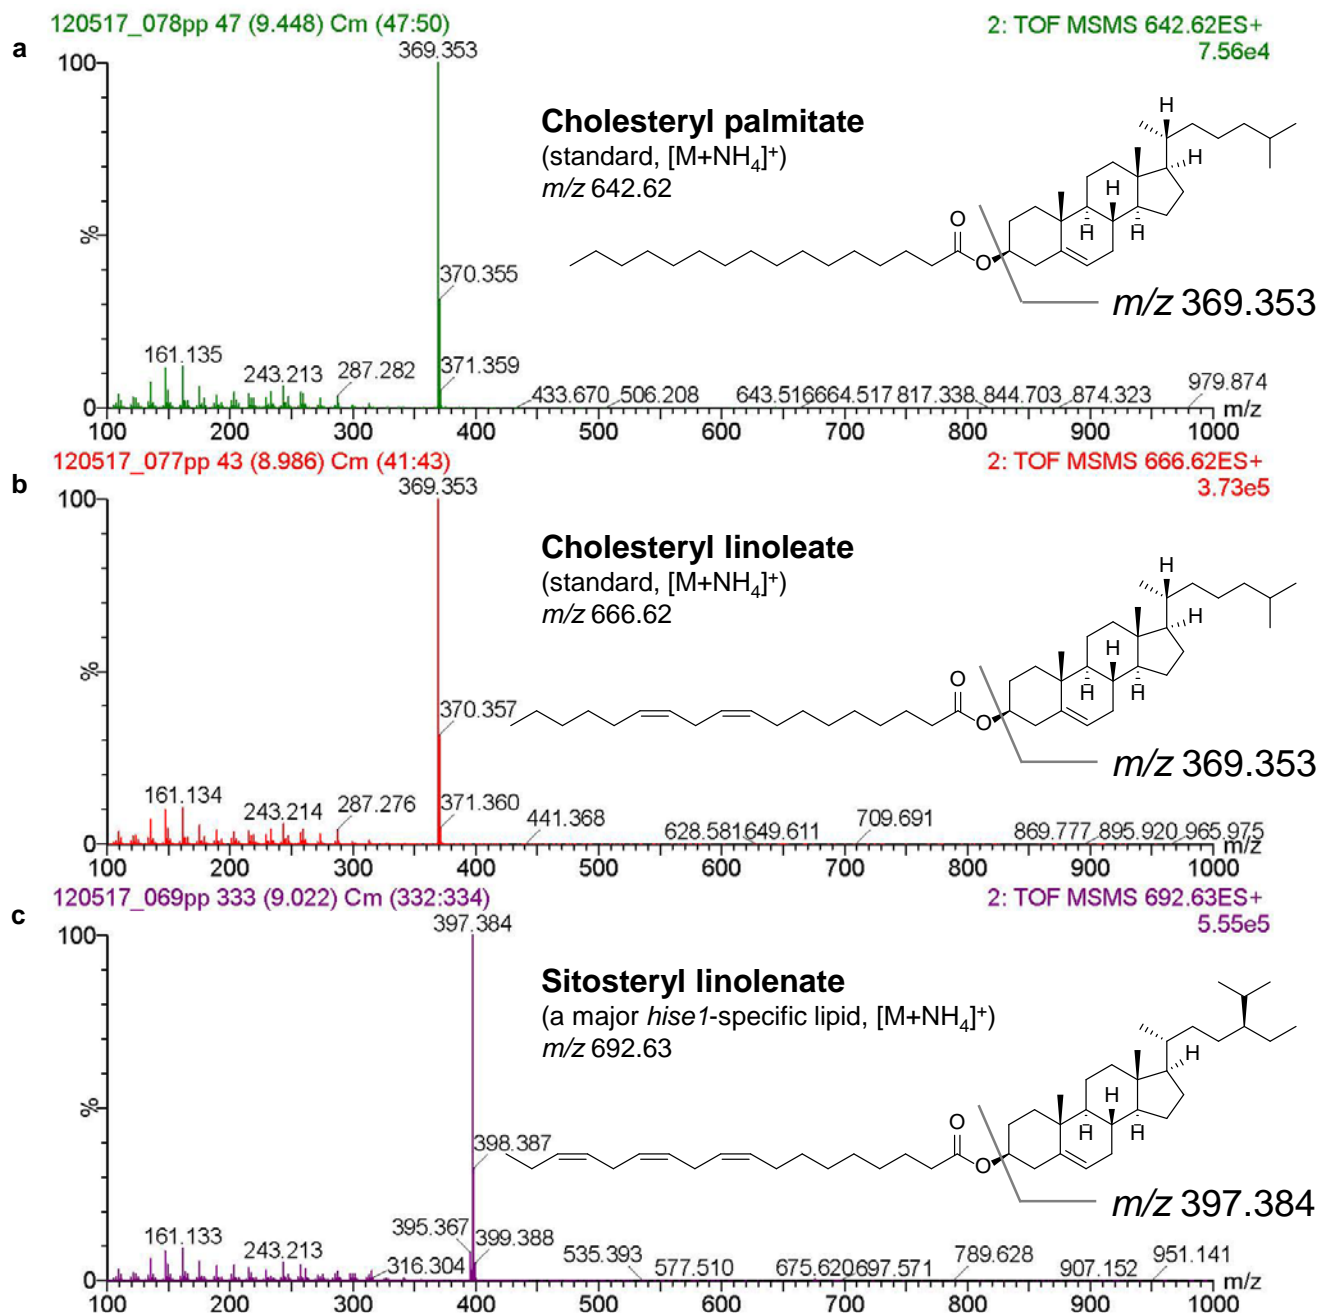 120517_078pp 47 (9.448) Cm (47:50)
2: TOF MSMS 642.62ES+
7.56e4
a
369.353
100
%
0
Cholesteryl palmitate
(standard, [M+NH4]+)
m/z 642.62
H
H
H
H
H
O
O
m/z 369.353
370.355
371.359
161.135
243.213
287.282
433.670
506.208
643.516
664.517
817.338
844.703
874.323
979.874
m/z
100 200 300 400 500 600 700 800 900 1000
120517_077pp 43 (8.986) Cm (41:43)
2: TOF MSMS 666.62ES+
3.73e5
b
369.353
100
%
0
Cholesteryl linoleate
(standard, [M+NH4]+)
m/z 666.62
H
H
H
H
H
O
O
m/z 369.353
370.357
371.360
161.134
243.214
287.276
441.368
628.581
649.611
709.691
869.777
895.920
965.975
m/z
100 200 300 400 500 600 700 800 900 1000
120517_069pp 333 (9.022) Cm (332:334)
2: TOF MSMS 692.63ES+
5.55e5
c
397.384
100
%
0
Sitosteryl linolenate
(a major hise1-specific lipid, [M+NH4]+)
m/z 692.63
H
H
H
H
O
O
m/z 397.384
398.387
395.367
399.388
161.133
243.213
316.304
535.393
577.510
675.620
697.571
789.628
907.152
951.141
m/z
100 200 300 400 500 600 700 800 900 1000